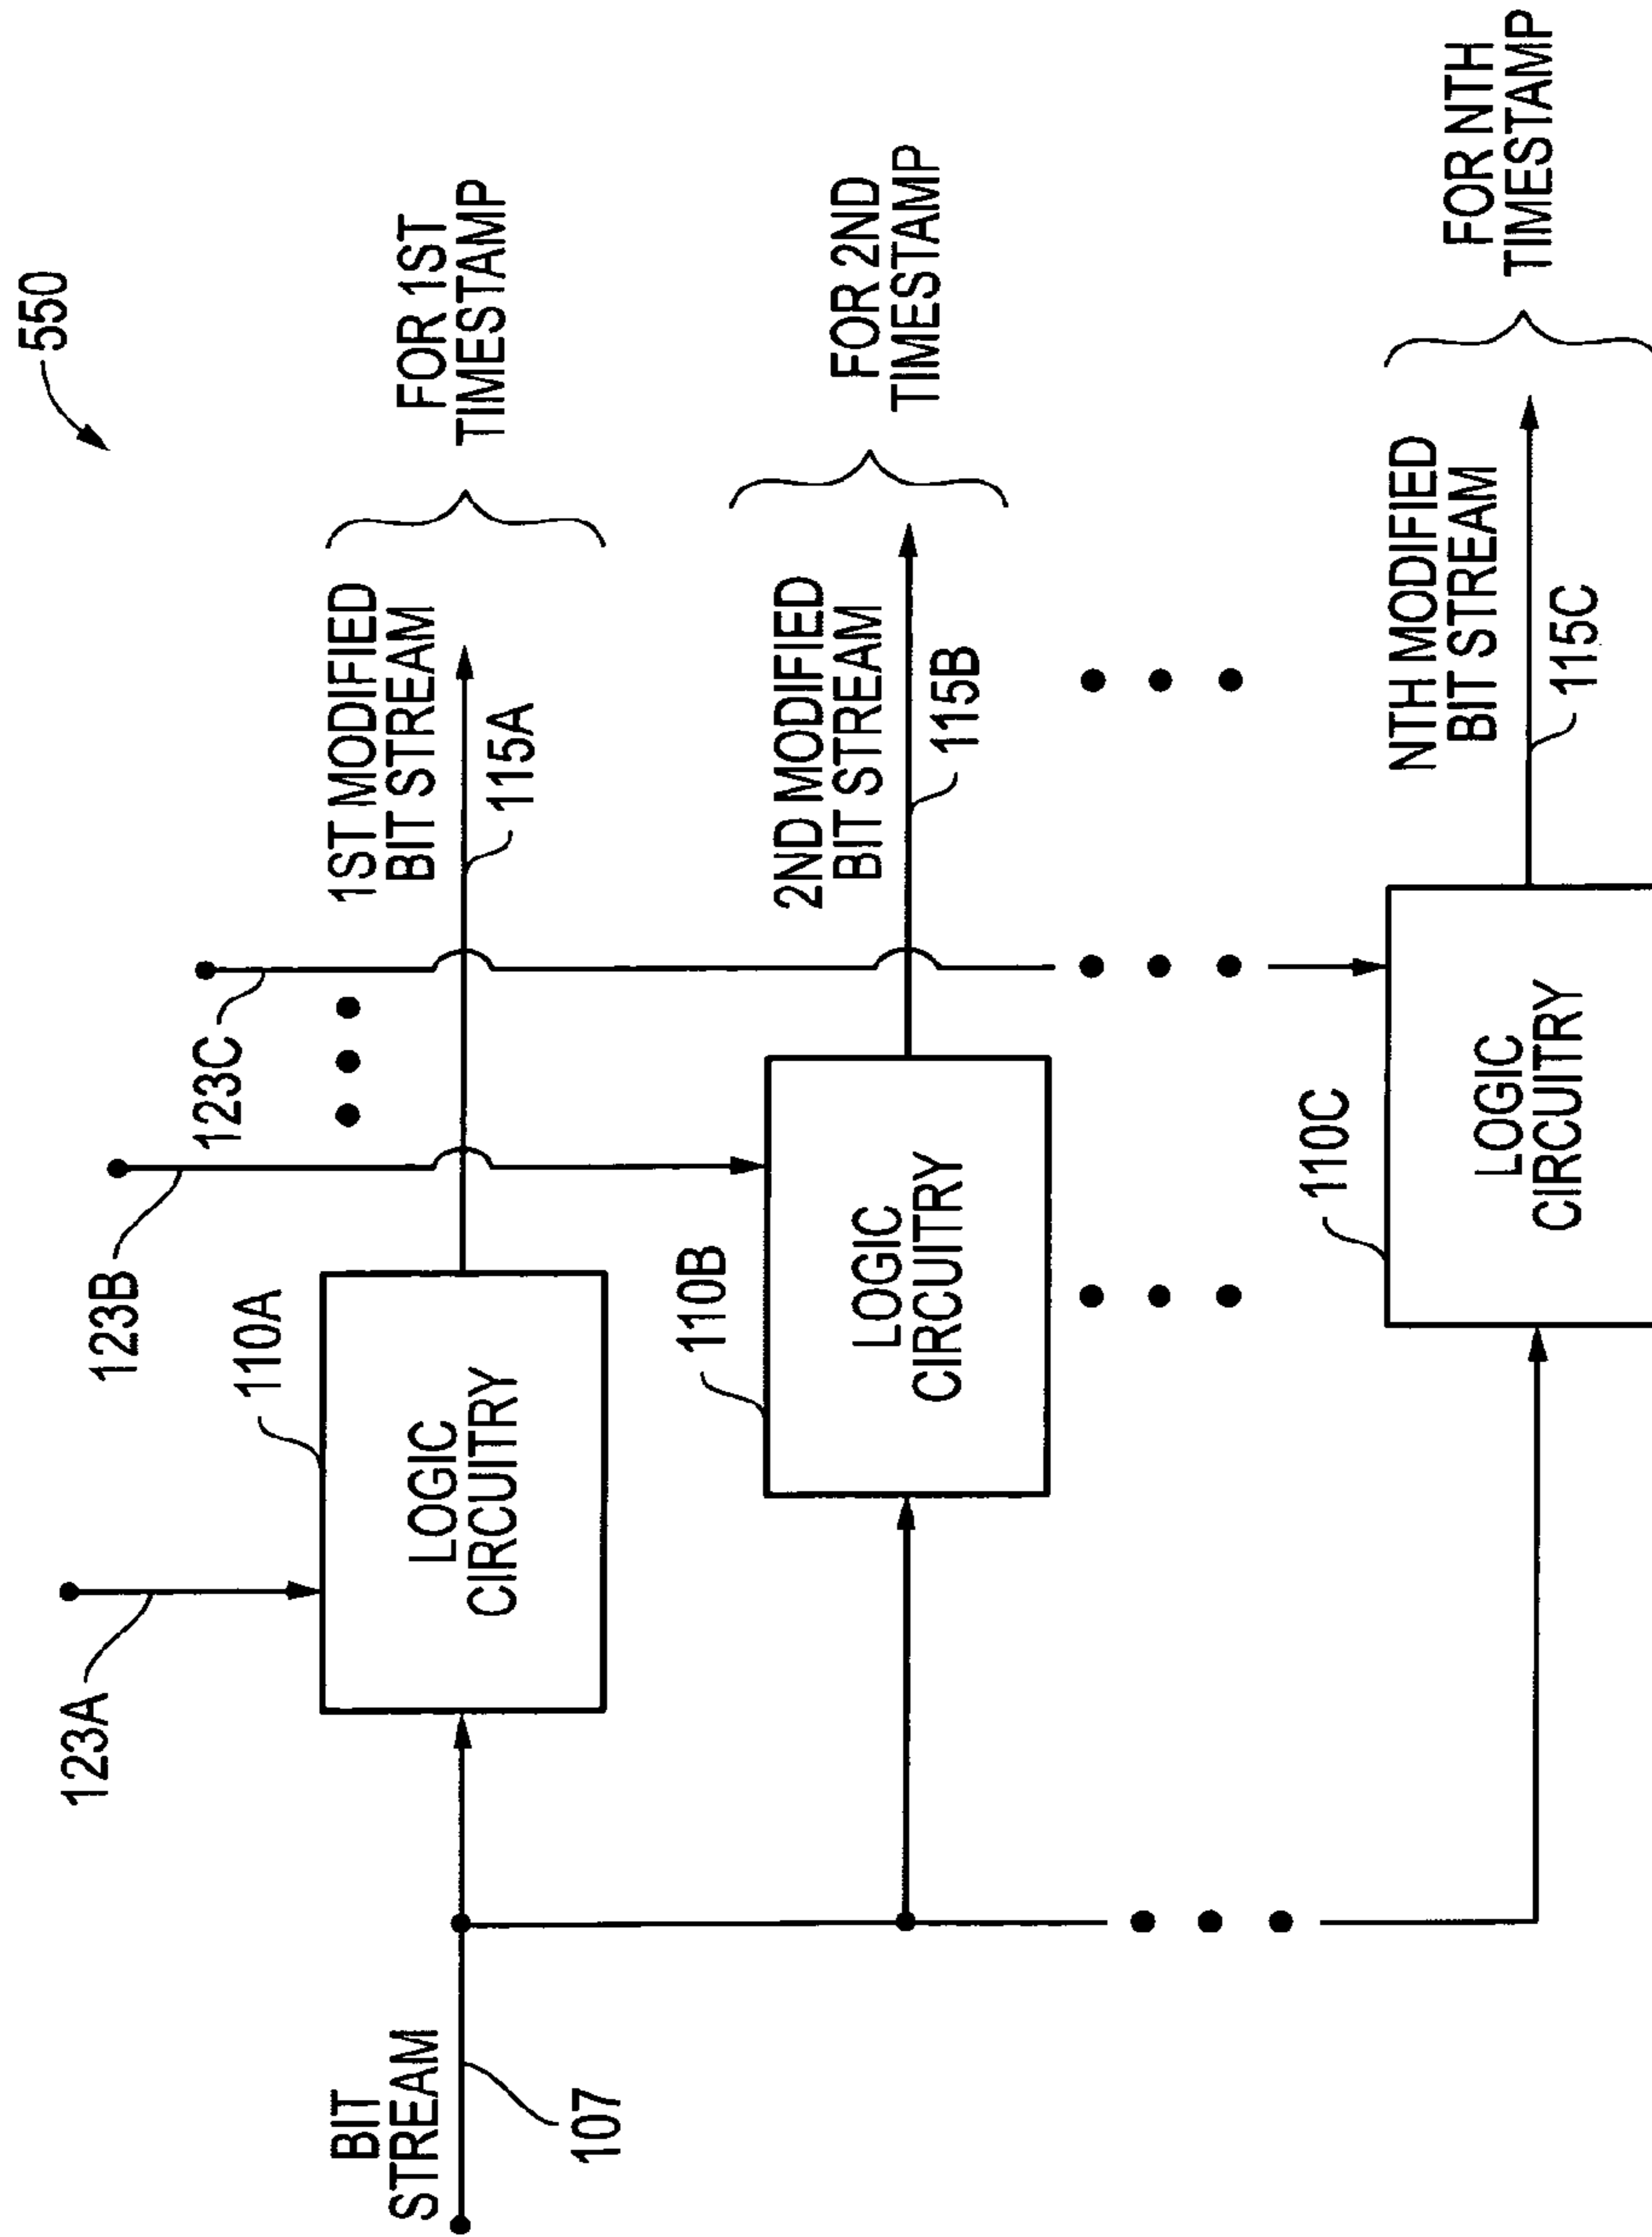 550
123A
123B
123C
110A
LOGIC
CIRCUITRY
BIT
STREAM
107
1ST MODIFIED
BIT STREAM
115A
FOR 1ST
TIMESTAMP
110B
LOGIC
CIRCUITRY
2ND MODIFIED
BIT STREAM
115B
FOR 2ND
TIMESTAMP
110C
LOGIC
CIRCUITRY
NTH MODIFIED
BIT STREAM
115C
FOR NTH
TIMESTAMP